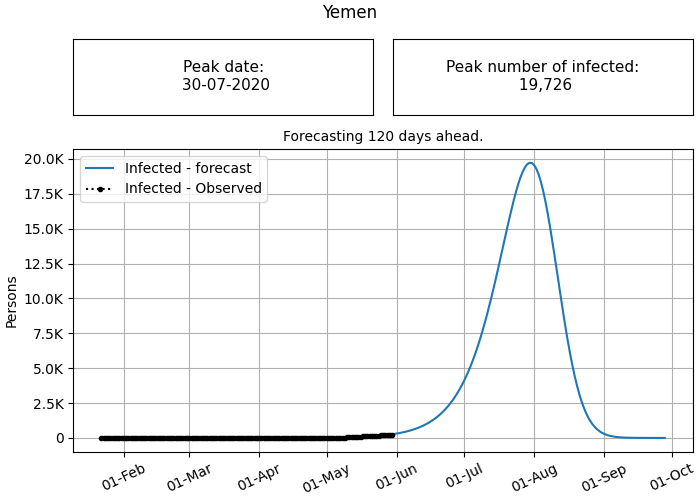 Yemen
Peak date:
30-07-2020
Peak number of infected:
19,726
Forecasting 120 days ahead.
Infected - forecast
Infected - Observed
Persons
20.0K
17.5K
15.0K
12.5K
10.0K
7.5K
5.0K
2.5K
0
01-Feb
01-Mar
01-Apr
01-May
01-Jun
01-Jul
01-Aug
01-Sep
01-Oct